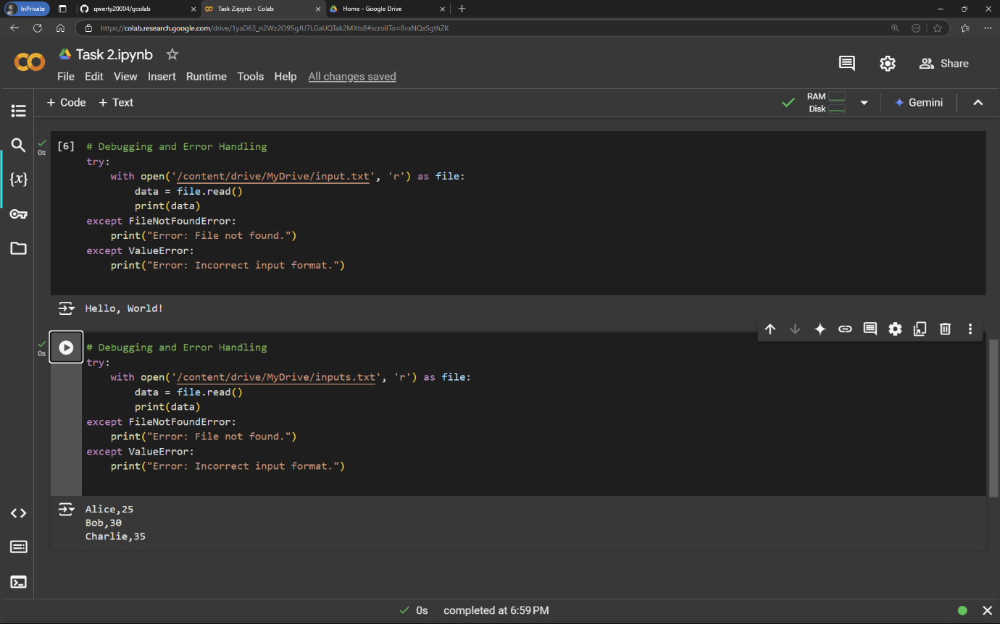 InPrivate
qwerty20004/gcolab
Task 2.ipynb - Colab
Home - Google Drive
https://colab.research.google.com/drive/1yaD63_n2Wz2O95gJU7LGaUQTak2MXts8#scrollTo=8vxNQxSgthZK
Task 2.ipynb
File Edit View Insert Runtime Tools Help All changes saved
Share
+ Code + Text
RAM
Disk
Gemini
0s
[6] # Debugging and Error Handling
try:
    with open('/content/drive/MyDrive/input.txt', 'r') as file:
        data = file.read()
        print(data)
except FileNotFoundError:
    print("Error: File not found.")
except ValueError:
    print("Error: Incorrect input format.")
Hello, World!
0s
# Debugging and Error Handling
try:
    with open('/content/drive/MyDrive/inputs.txt', 'r') as file:
        data = file.read()
        print(data)
except FileNotFoundError:
    print("Error: File not found.")
except ValueError:
    print("Error: Incorrect input format.")
Alice,25
Bob,30
Charlie,35
0s completed at 6:59 PM